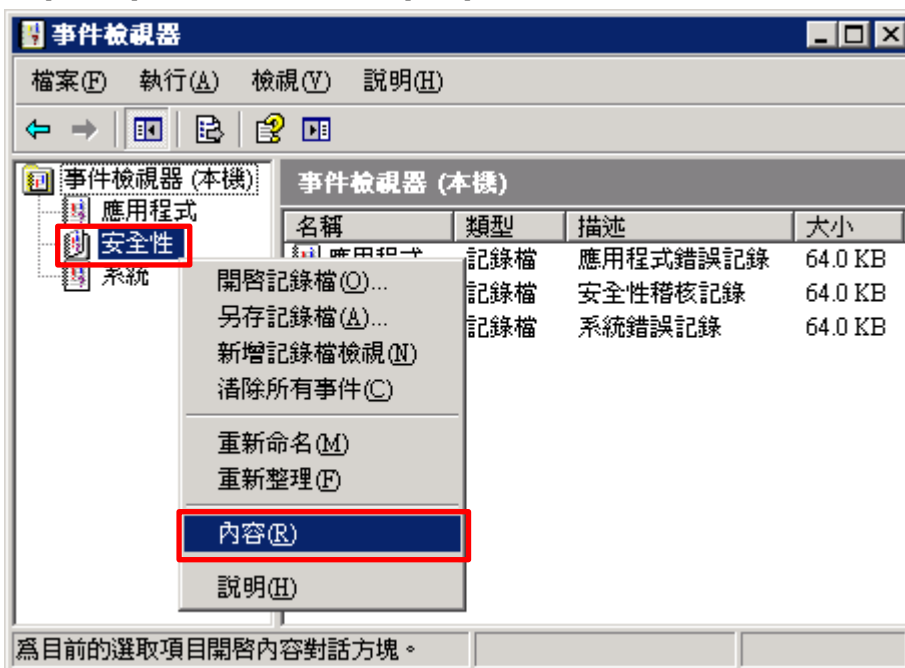 事件檢視器
檔案(F) 執行(A) 檢視(V) 說明(H)
事件檢視器 (本機)
應用程式
安全性
系統
事件檢視器 (本機)
名稱 類型 描述 大小
應用程式 記錄檔 應用程式錯誤記錄 64.0 KB
記錄檔 安全性稽核記錄 64.0 KB
記錄檔 系統錯誤記錄 64.0 KB
開啟記錄檔(O)...
另存記錄檔(A)...
新增記錄檔檢視(N)
清除所有事件(C)
重新命名(M)
重新整理(F)
內容(R)
說明(H)
為目前的選取項目開啟內容對話方塊。